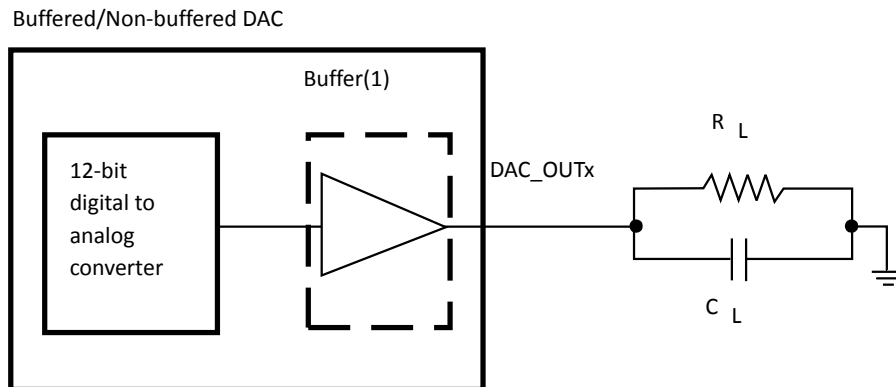 Buffered/Non-buffered DAC
Buffer(1)
12-bit
digital to
analog
converter
DAC_OUTx
R L
C L